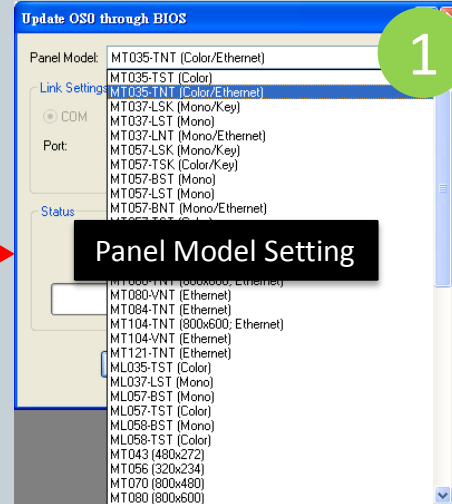 Update OS0 through BIOS
1
Panel Model: MT035-TNT (Color/Ethernet)
Link Settings
COM
Port:
Status
MT035-TST (Color)
MT035-TNT (Color/Ethernet)
MT037-LSK (Mono/Key)
MT037-LST (Mono)
MT037-LNT (Mono/Ethernet)
MT057-LSK (Mono/Key)
MT057-TSK (Color/Key)
MT057-BST (Mono)
MT057-LST (Mono)
MT057-BNT (Mono/Ethernet)
MT057-TST (Color)
Panel Model Setting
MT080-VNT (Ethernet)
MT084-TNT (Ethernet)
MT104-TNT (800x600; Ethernet)
MT104-VNT (Ethernet)
MT121-TNT (Ethernet)
ML035-TST (Color)
ML037-LST (Mono)
ML057-BST (Mono)
ML057-TST (Color)
ML058-BST (Mono)
ML058-TST (Color)
MT043 (480x272)
MT056 (320x234)
MT070 (800x480)
MT080 (800x600)